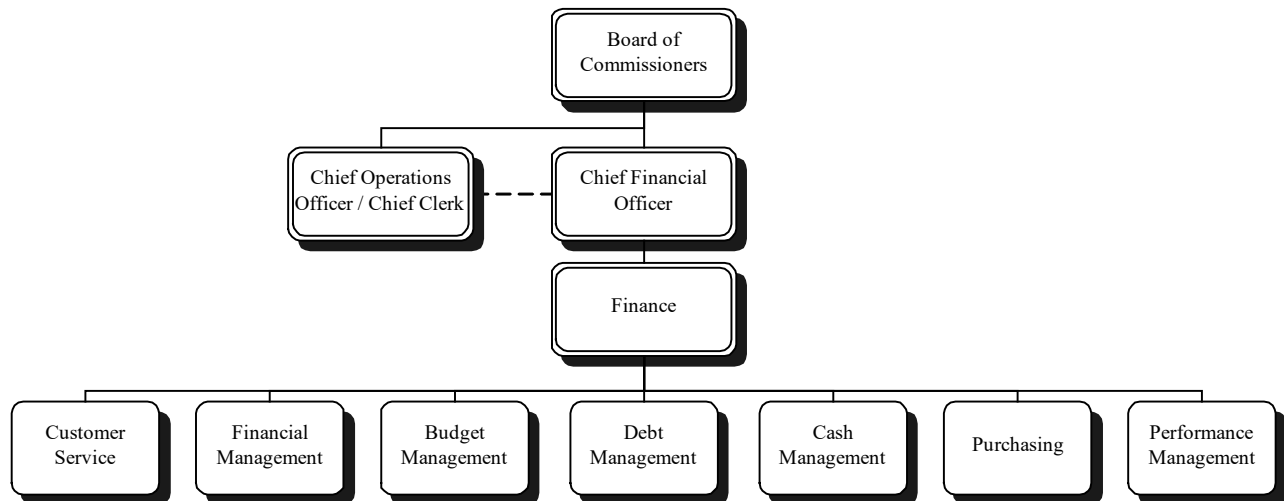 Board of
Commissioners
Chief Operations
Officer / Chief Clerk
Chief Financial
Officer
Finance
Customer
Service
Financial
Management
Budget
Management
Debt
Management
Cash
Management
Purchasing
Performance
Management